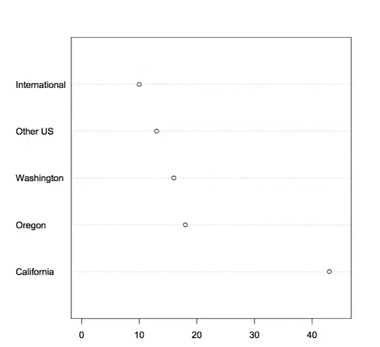 International
Other US
Washington
Oregon
California
0 10 20 30 40